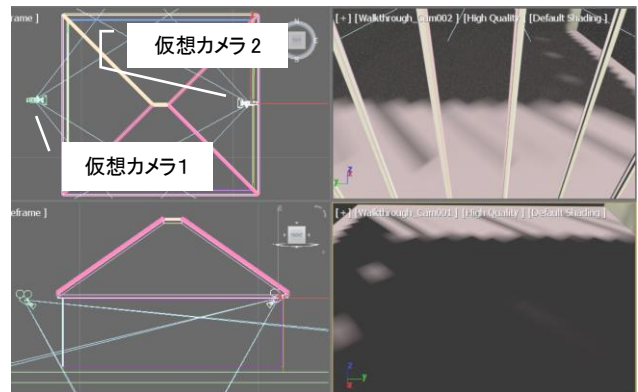 eframe ]
仮想カメラ2
仮想カメラ1
[+] [Walkthrough_Cam002 ] [High Quality ] [Default Shading ]
z
y
eframe ]
[+] [Walkthrough_Cam001 ] [High Quality ] [Default Shading ]
z
y